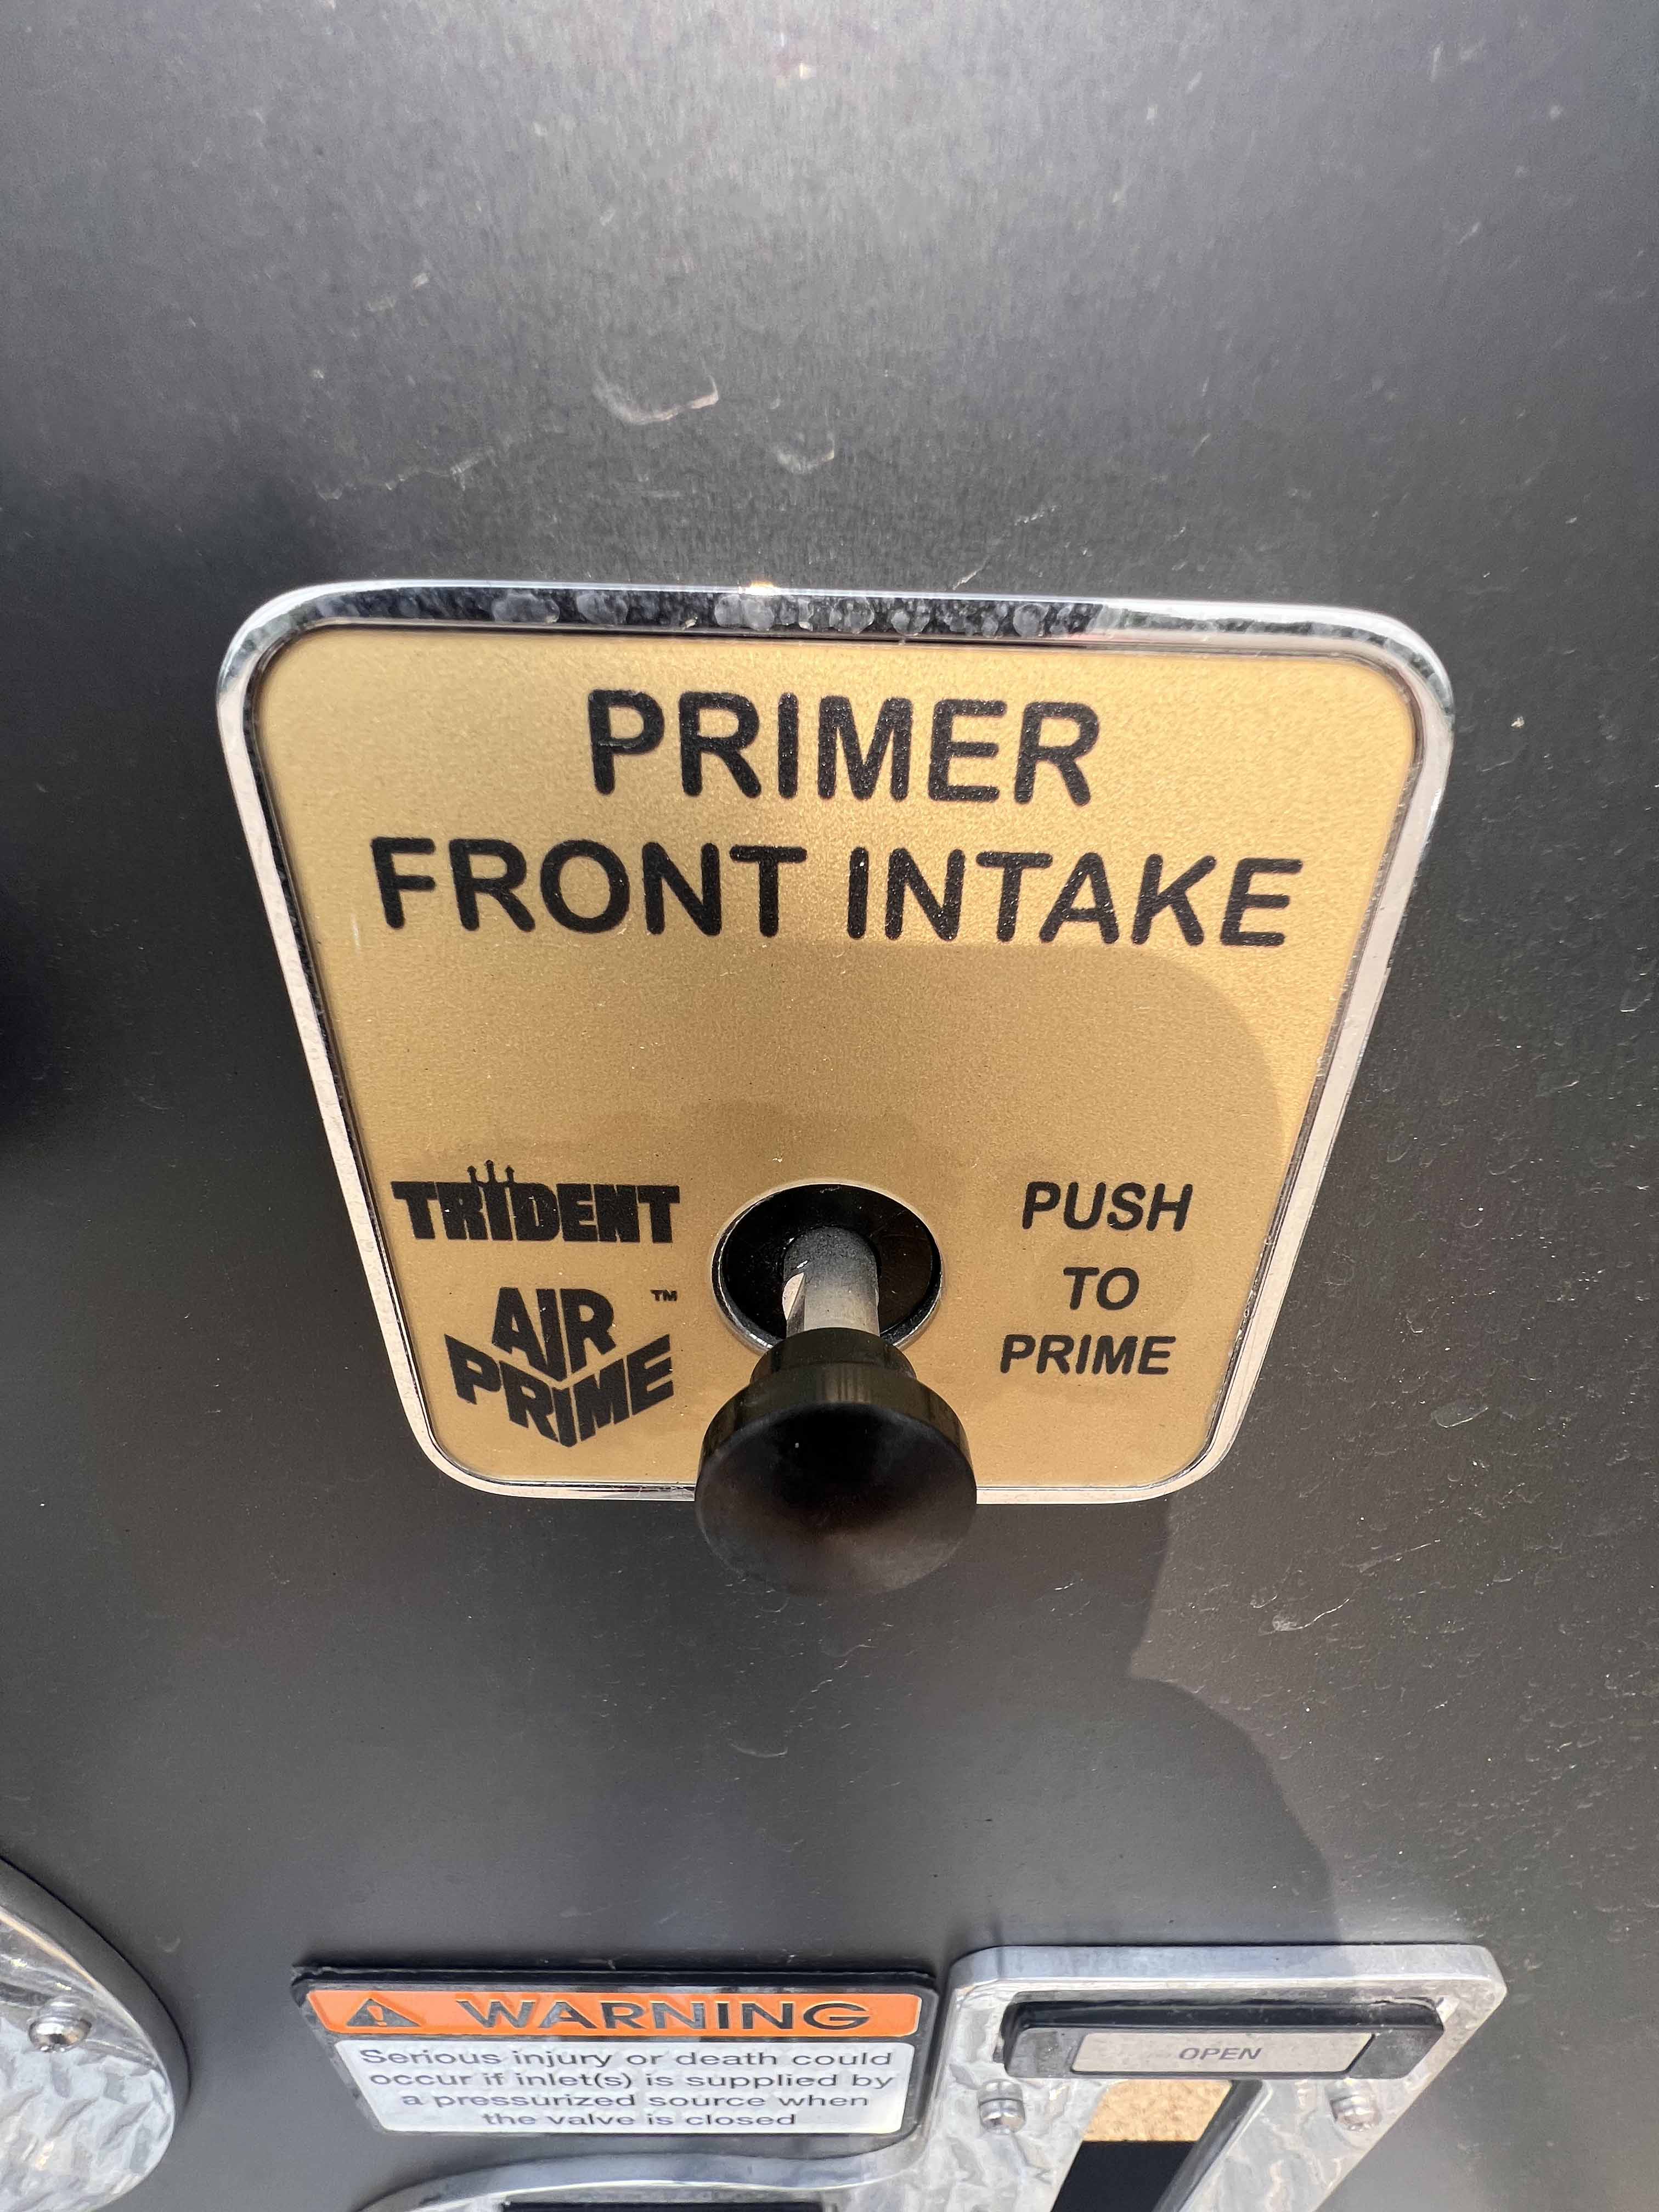 PRIMER
FRONT INTAKE
TRIDENT
AIR ™
PRIME
PUSH
TO
PRIME
WARNING
Serious injury or death could
occur if inlet(s) is supplied by
a pressurized source when
the valve is closed
OPEN